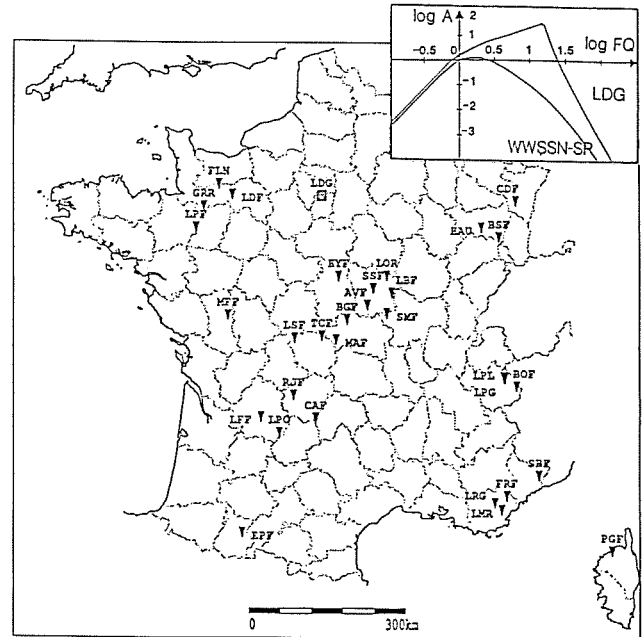 log A
2
1
-0.5
0
0.5
1.5
log FQ
-1
-2
-3
LDG
WWSSN-SR
FLN
GRR
LDF
LPF
LDG
CDF
HAU
BSF
EYF
LOR
SSF
LBF
AVF
BGF
SMF
MFF
LSF
TCF
MAF
LPL
BOF
LPG
RJF
CAF
LFF
LPO
SBF
FRF
LRG
LMR
EPF
PGF
0
300km